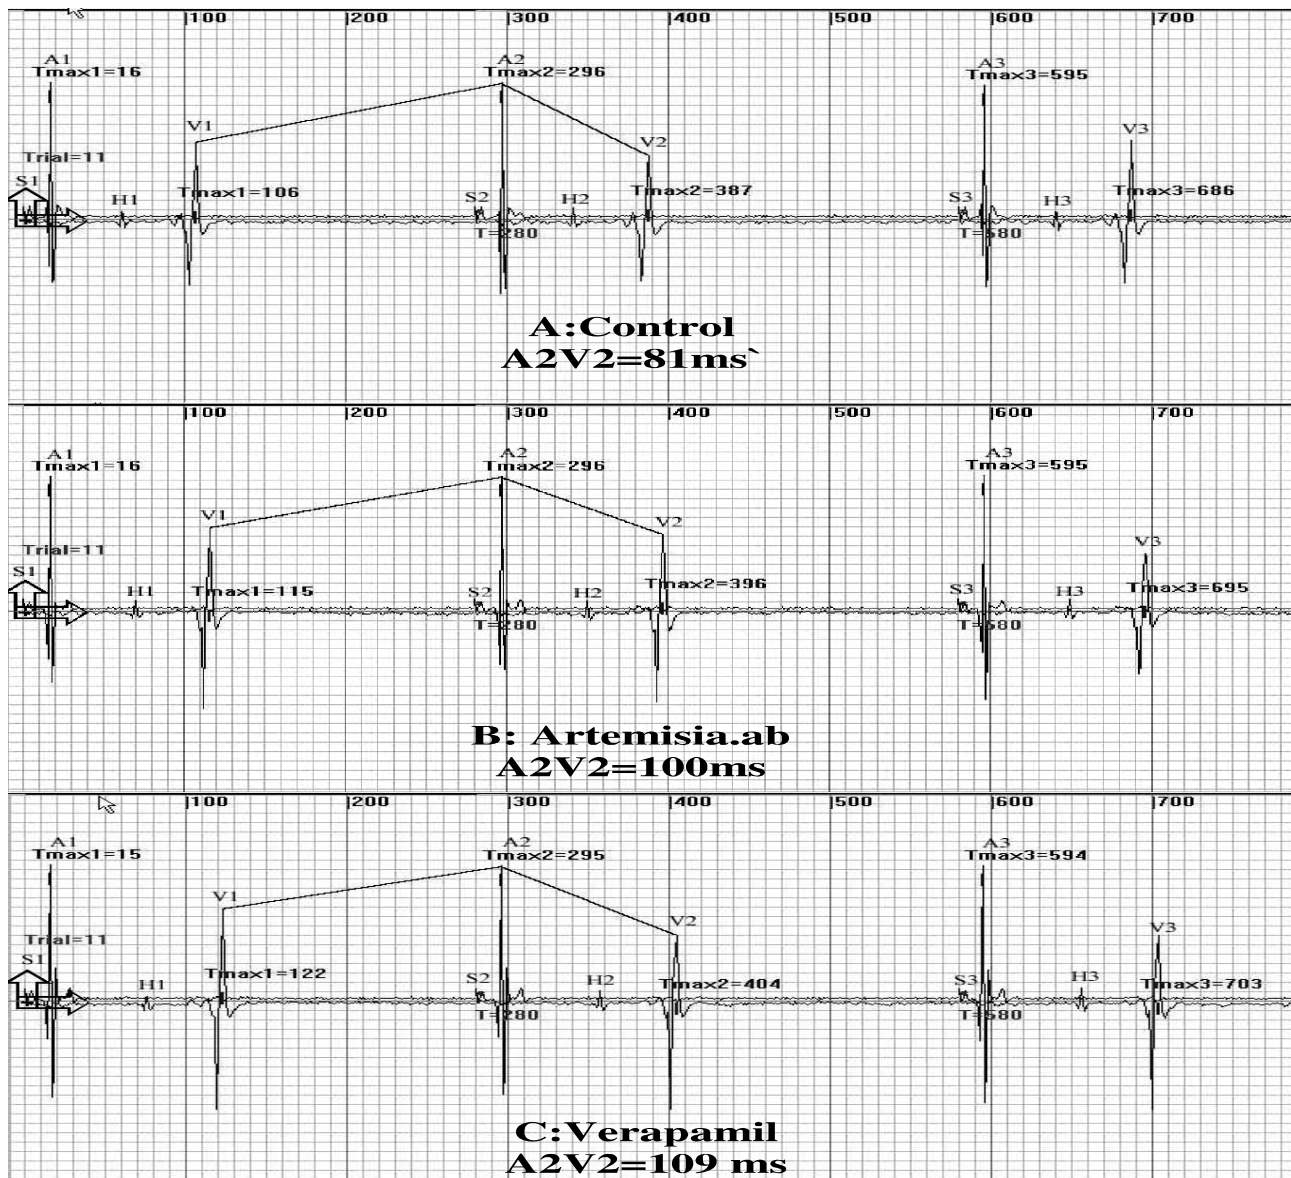 |100 |200 |300 |400 |500 |600 |700
A1 A2 A3
Tmax1=16 Tmax2=296 Tmax3=595
V1 V2 V3
Trial=11
S1 H1 Tmax1=106 S2 H2 Tmax2=387 S3 H3 Tmax3=686
T=280 T=580
A:Control
A2V2=81ms`
|100 |200 |300 |400 |500 |600 |700
A1 A2 A3
Tmax1=16 Tmax2=296 Tmax3=595
V1 V2 V3
Trial=11
S1 H1 Tmax1=115 S2 H2 Tmax2=396 S3 H3 Tmax3=695
T=280 T=580
B: Artemisia.ab
A2V2=100ms
|100 |200 |300 |400 |500 |600 |700
A1 A2 A3
Tmax1=15 Tmax2=295 Tmax3=594
V1 V2 V3
Trial=11
S1 H1 Tmax1=122 S2 H2 Tmax2=404 S3 H3 Tmax3=703
T=280 T=580
C:Verapamil
A2V2=109 ms